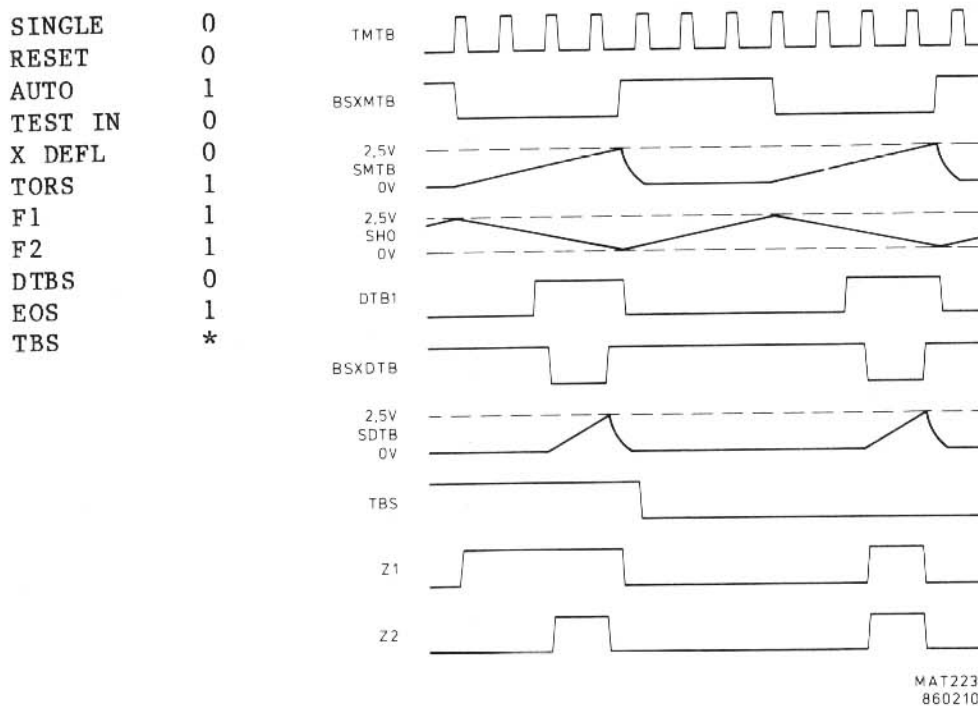 SINGLE 0
RESET 0
AUTO 1
TEST IN 0
X DEFL 0
TORS 1
F1 1
F2 1
DTBS 0
EOS 1
TBS *
TMTB
BSXMTB
2,5V
SMTB
0V
2,5V
SHO
0V
DTB1
BSXDTB
2,5V
SDTB
0V
TBS
Z1
Z2
MAT223
860210